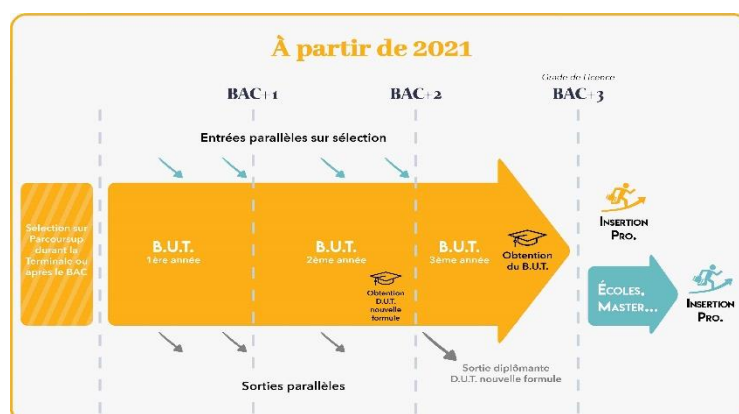 À partir de 2021
Grade de Licence
BAC+1
BAC+2
BAC+3
Entrées parallèles sur sélection
Sélection sur
Parcoursup
durant la
Terminale ou
après le BAC
B.U.T.
1ère année
B.U.T.
2ème année
B.U.T.
3ème année
Obtention
D.U.T.
nouvelle
formule
Obtention
du B.U.T.
INSERTION
PRO.
ÉCOLES,
MASTER...
INSERTION
PRO.
Sorties parallèles
Sortie diplômante
D.U.T. nouvelle formule